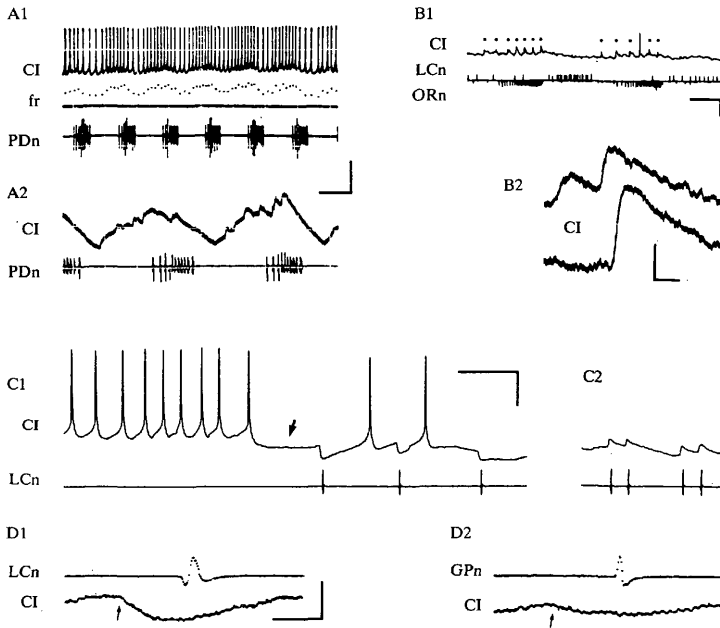 A1
CI
fr
PDn
A2
CI
PDn
B1
CI
LCn
ORn
B2
CI
C1
CI
LCn
C2
D1
LCn
CI
D2
GPn
CI